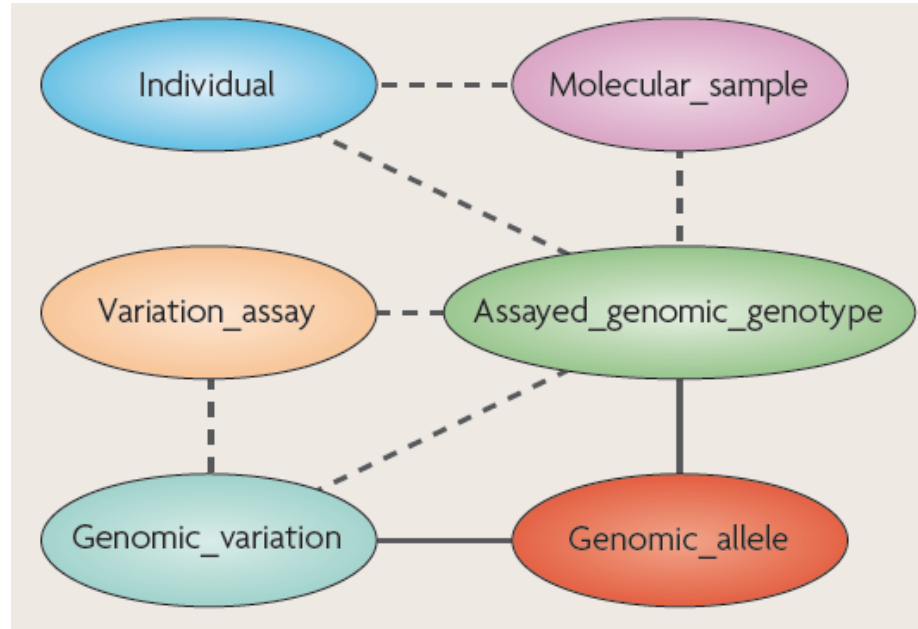 Individual
Molecular_sample
Variation_assay
Assayed_genomic_genotype
Genomic_variation
Genomic_allele